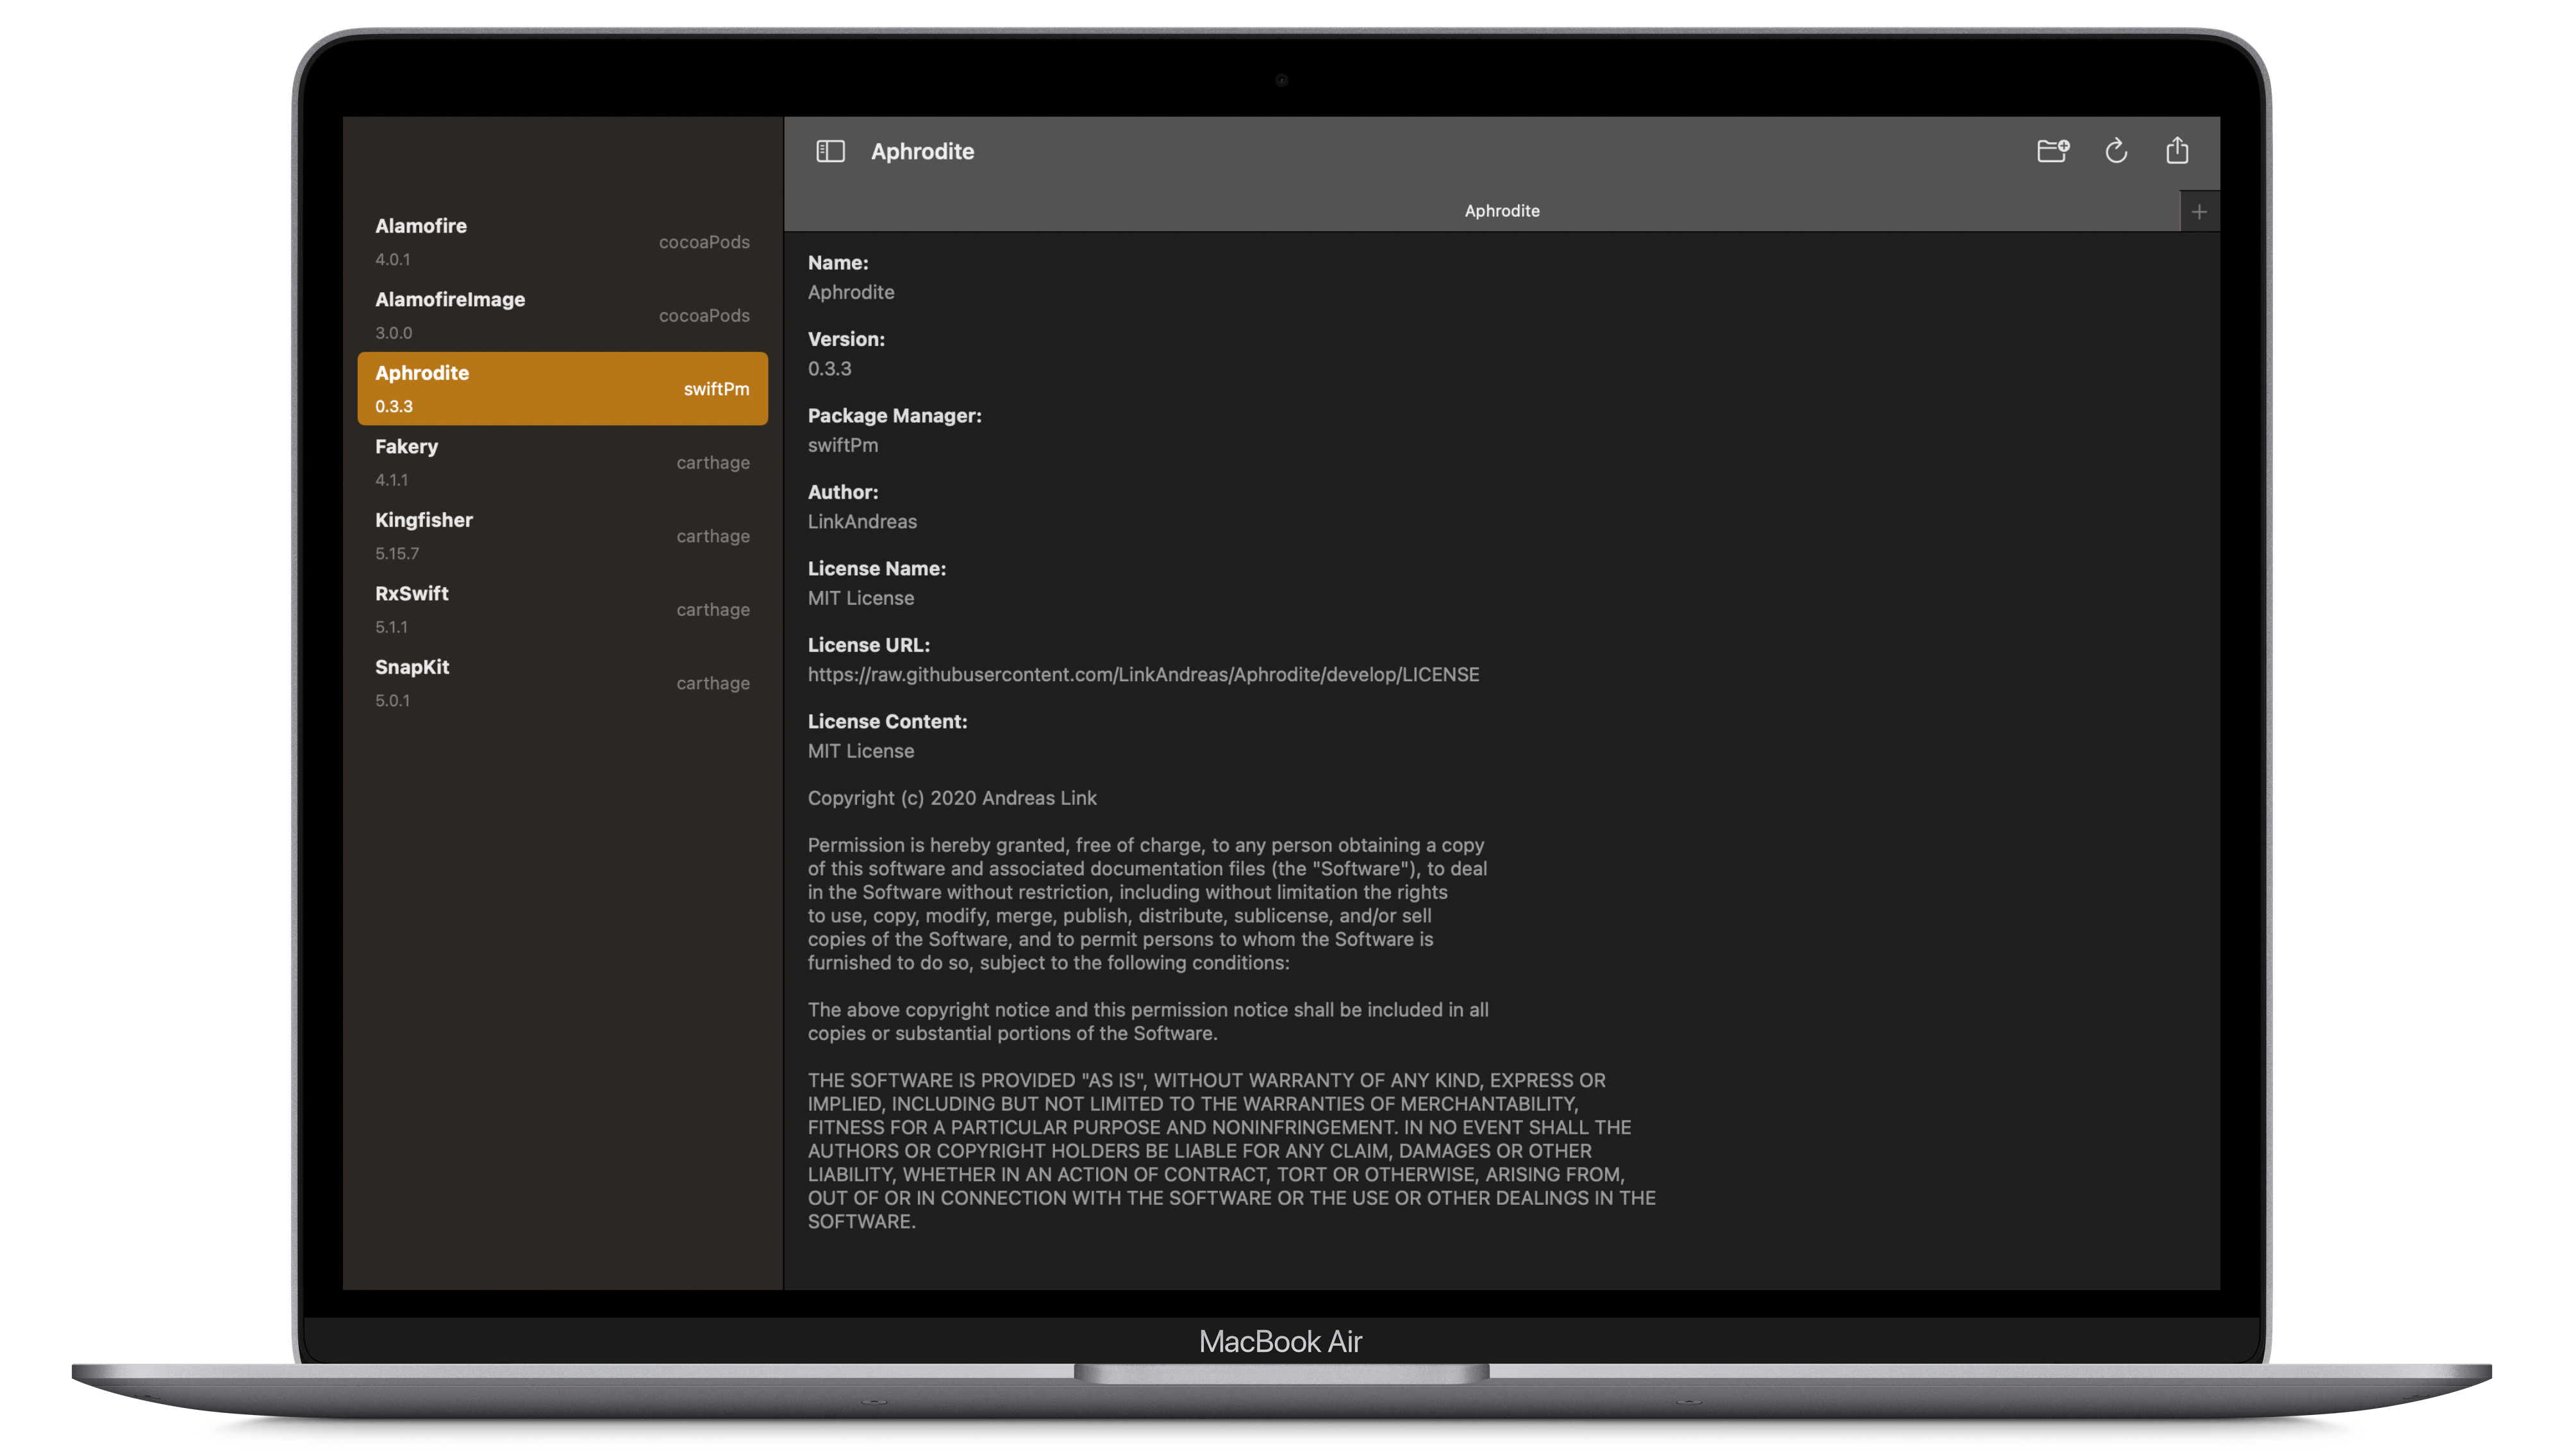 Aphrodite
Aphrodite
Alamofire
cocoaPods
4.0.1
AlamofireImage
cocoaPods
3.0.0
Aphrodite
swiftPm
0.3.3
Fakery
carthage
4.1.1
Kingfisher
carthage
5.15.7
RxSwift
carthage
5.1.1
SnapKit
carthage
5.0.1
Name:
Aphrodite
Version:
0.3.3
Package Manager:
swiftPm
Author:
LinkAndreas
License Name:
MIT License
License URL:
https://raw.githubusercontent.com/LinkAndreas/Aphrodite/develop/LICENSE
License Content:
MIT License
Copyright (c) 2020 Andreas Link
Permission is hereby granted, free of charge, to any person obtaining a copy
of this software and associated documentation files (the "Software"), to deal
in the Software without restriction, including without limitation the rights
to use, copy, modify, merge, publish, distribute, sublicense, and/or sell
copies of the Software, and to permit persons to whom the Software is
furnished to do so, subject to the following conditions:
The above copyright notice and this permission notice shall be included in all
copies or substantial portions of the Software.
THE SOFTWARE IS PROVIDED "AS IS", WITHOUT WARRANTY OF ANY KIND, EXPRESS OR
IMPLIED, INCLUDING BUT NOT LIMITED TO THE WARRANTIES OF MERCHANTABILITY,
FITNESS FOR A PARTICULAR PURPOSE AND NONINFRINGEMENT. IN NO EVENT SHALL THE
AUTHORS OR COPYRIGHT HOLDERS BE LIABLE FOR ANY CLAIM, DAMAGES OR OTHER
LIABILITY, WHETHER IN AN ACTION OF CONTRACT, TORT OR OTHERWISE, ARISING FROM,
OUT OF OR IN CONNECTION WITH THE SOFTWARE OR THE USE OR OTHER DEALINGS IN THE
SOFTWARE.
MacBook Air